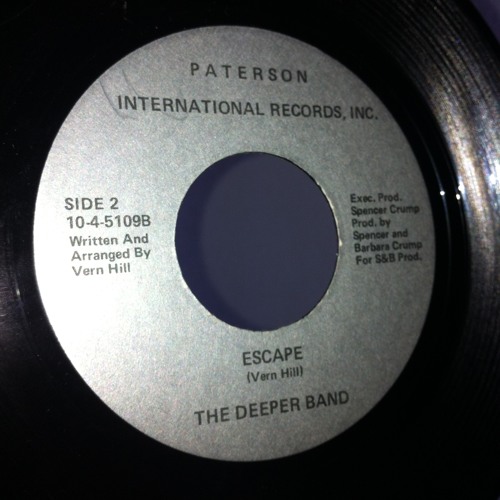 PATERSON
INTERNATIONAL RECORDS, INC.
SIDE 2
10-4-5109B
Written And
Arranged By
Vern Hill
Exec. Prod.
Spencer Crump
Prod. by
Spencer and
Barbara Crump
For S&B Prod.
ESCAPE
(Vern Hill)
THE DEEPER BAND